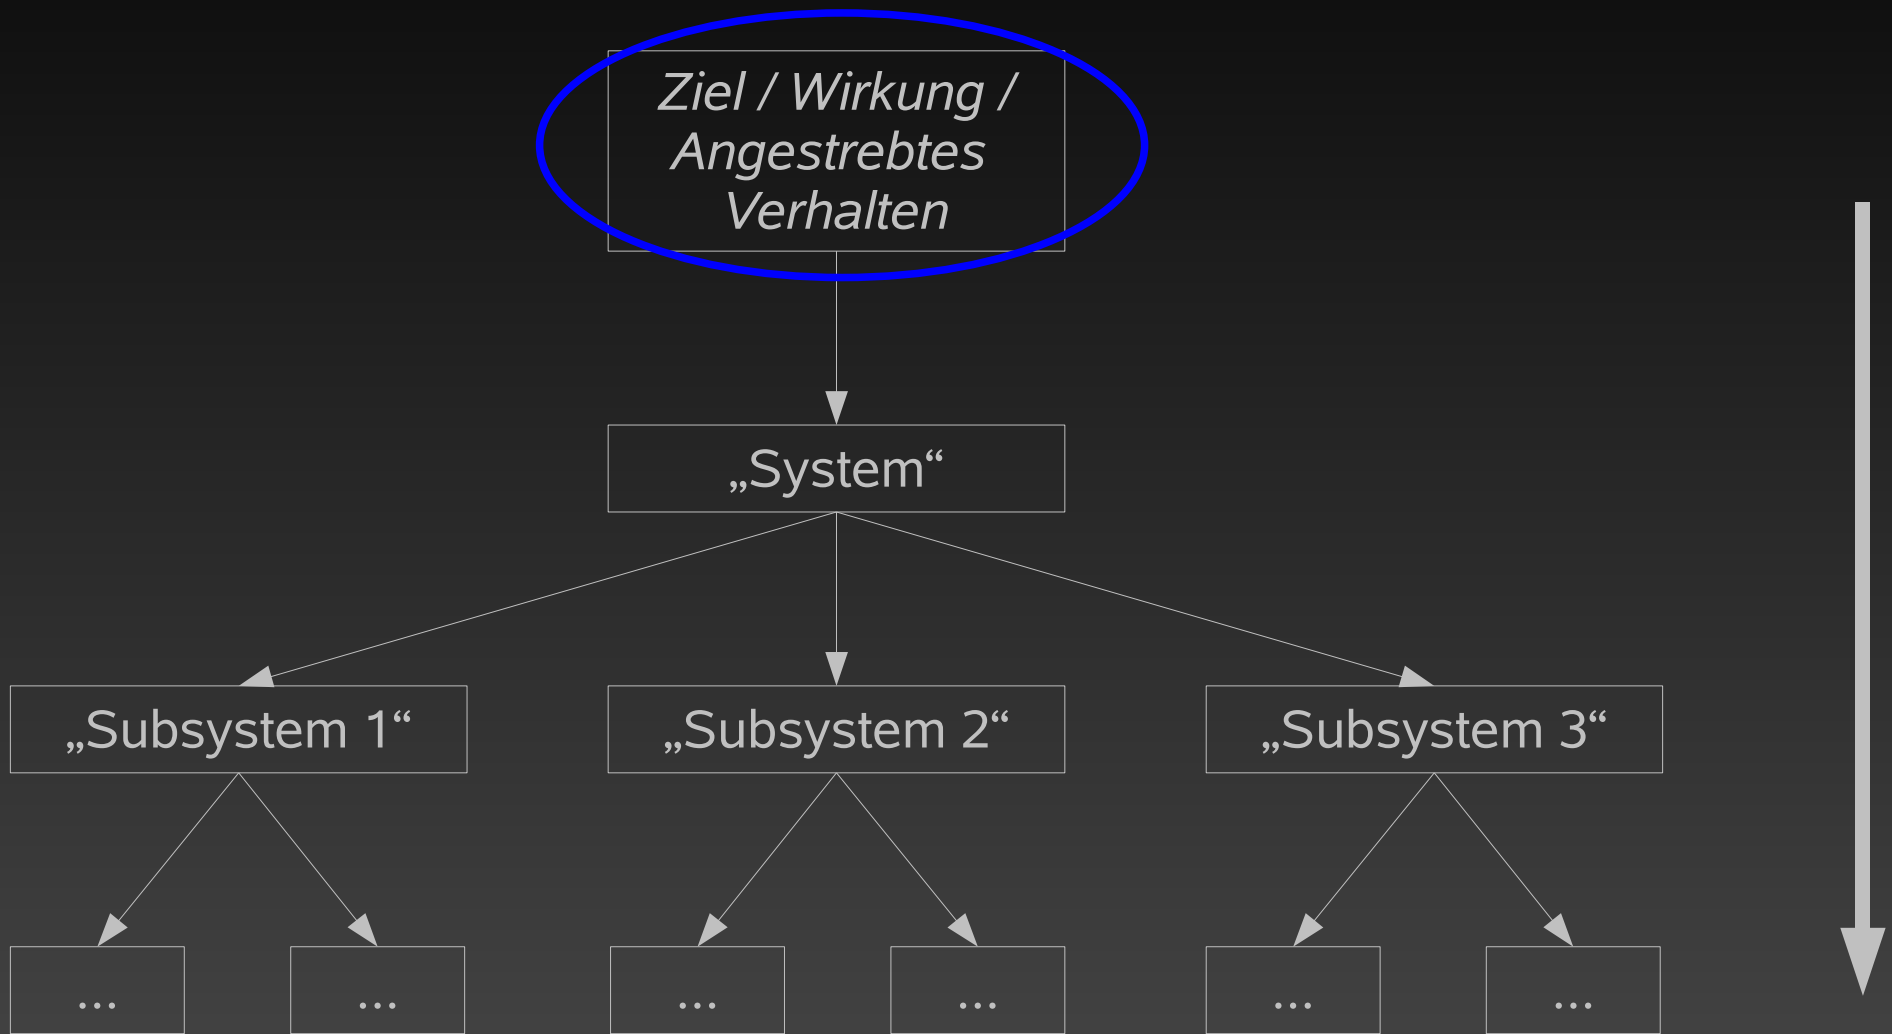 Ziel / Wirkung /
Angestrebtes
Verhalten
„System“
„Subsystem 1“
„Subsystem 2“
„Subsystem 3“
...
...
...
...
...
...